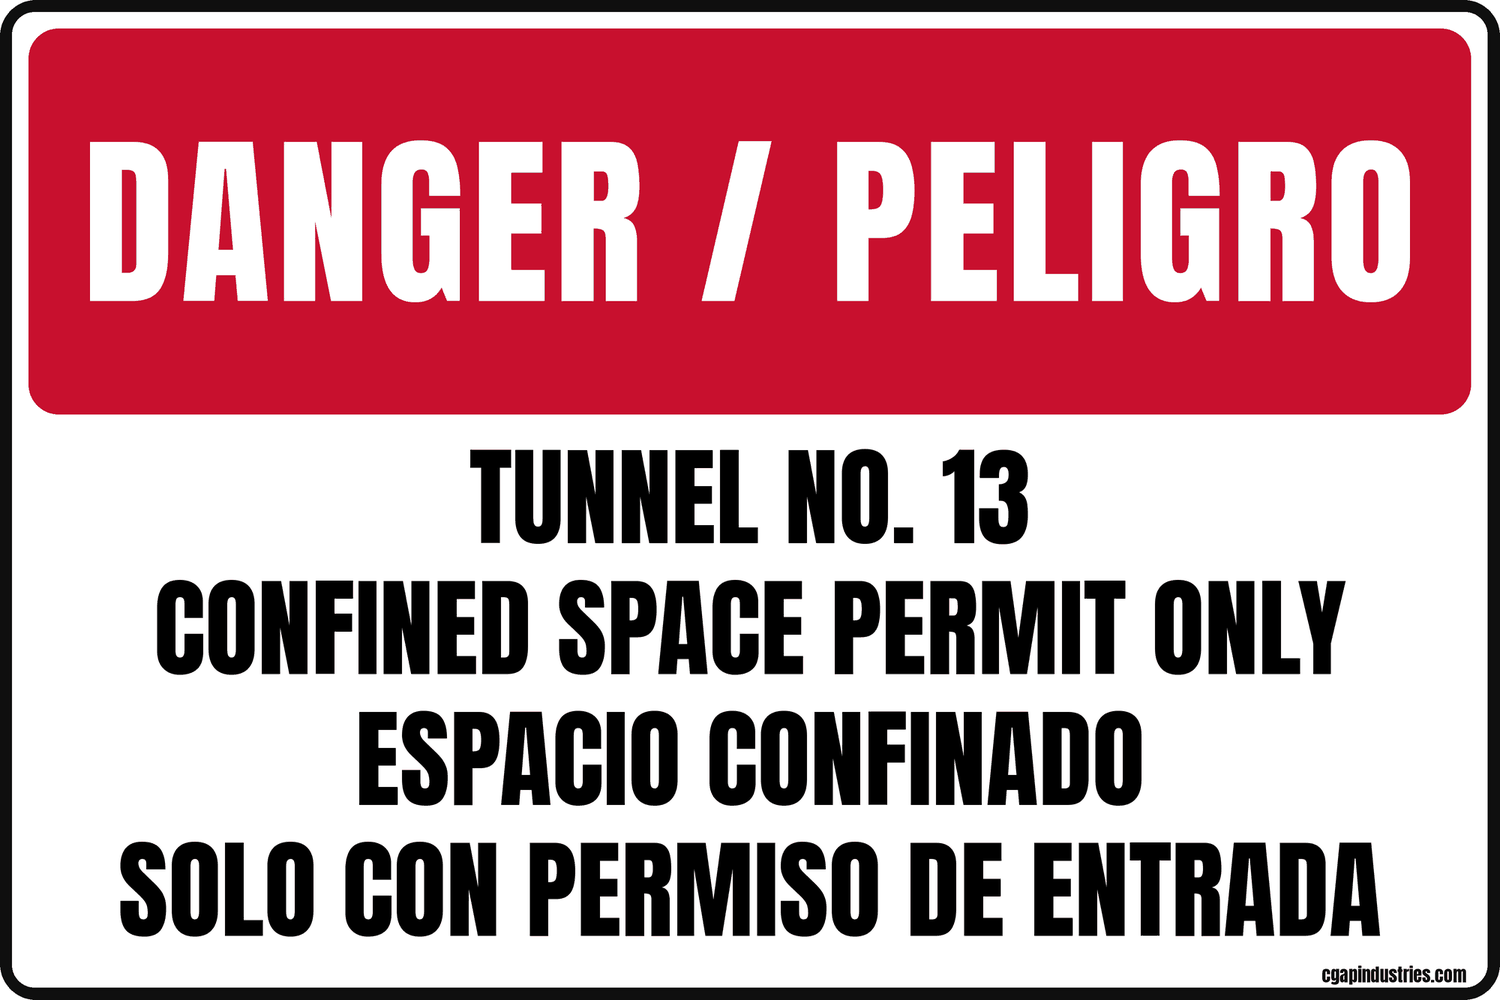 DANGER / PELIGRO
TUNNEL NO. 13
CONFINED SPACE PERMIT ONLY
ESPACIO CONFINADO
SOLO CON PERMISO DE ENTRADA
cgapindustries.com